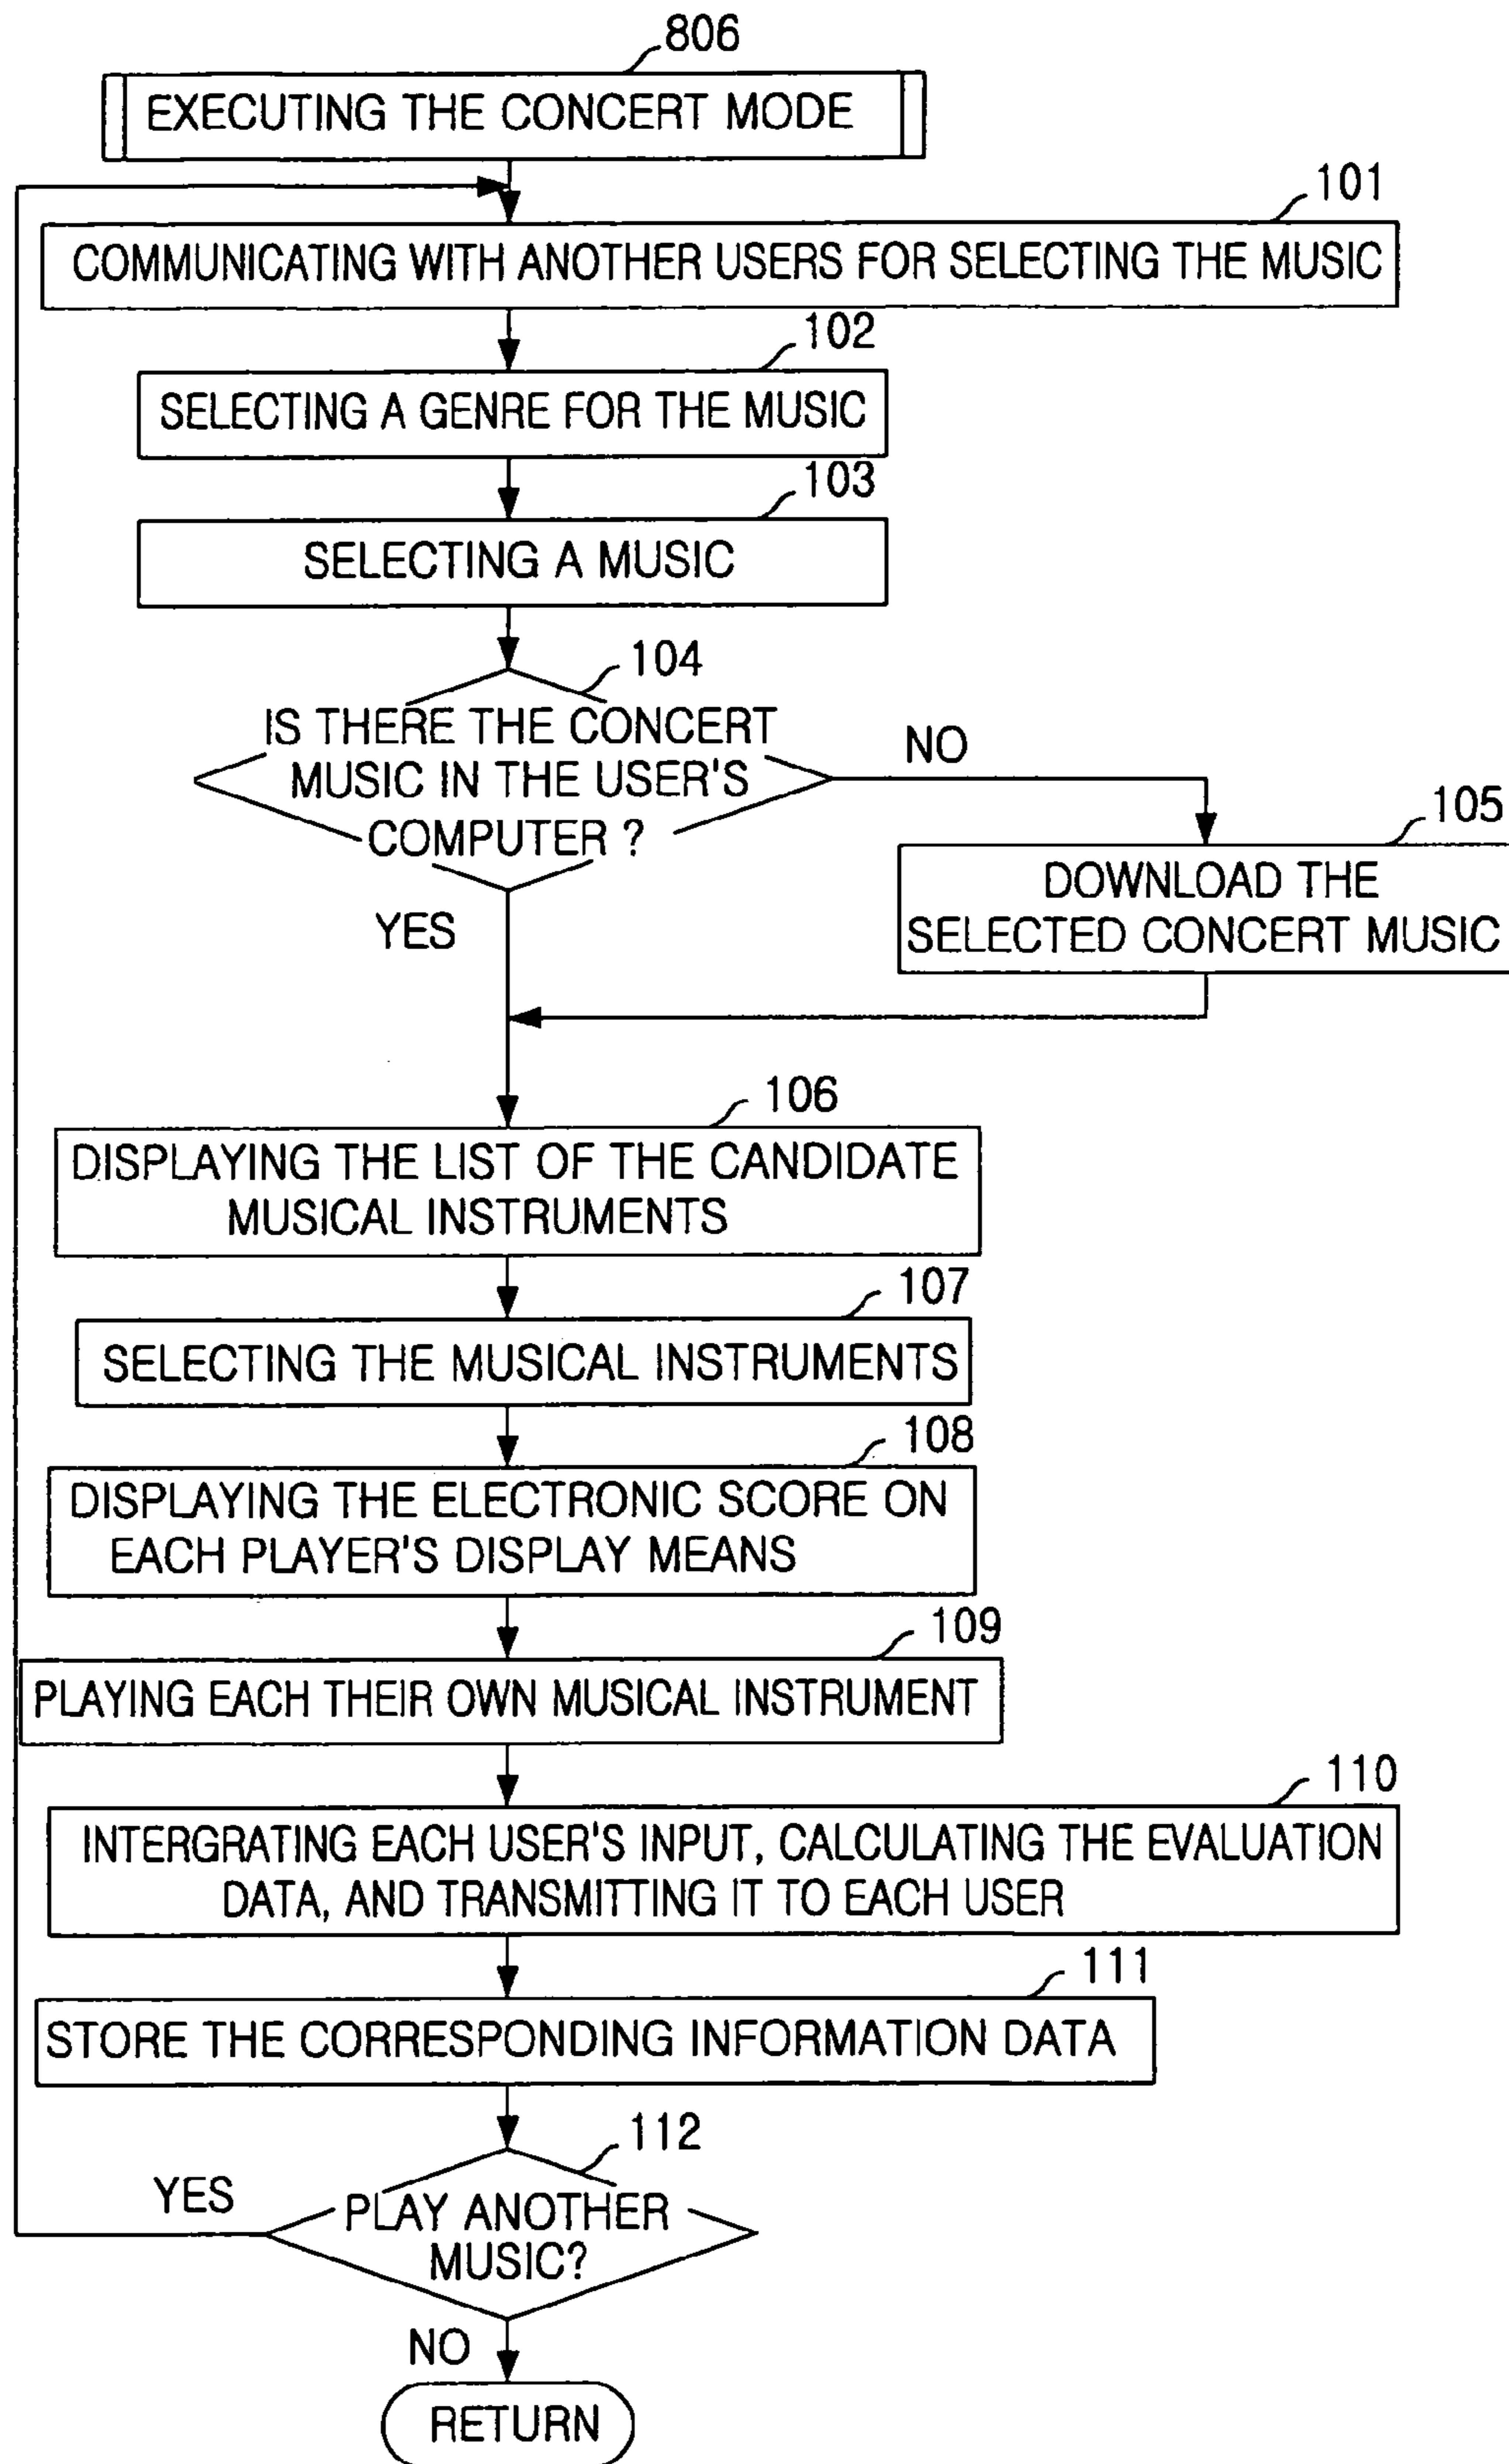 806
EXECUTING THE CONCERT MODE
101
COMMUNICATING WITH ANOTHER USERS FOR SELECTING THE MUSIC
102
SELECTING A GENRE FOR THE MUSIC
103
SELECTING A MUSIC
104
IS THERE THE CONCERT
MUSIC IN THE USER'S
COMPUTER ?
NO
YES
105
DOWNLOAD THE
SELECTED CONCERT MUSIC
106
DISPLAYING THE LIST OF THE CANDIDATE
MUSICAL INSTRUMENTS
107
SELECTING THE MUSICAL INSTRUMENTS
108
DISPLAYING THE ELECTRONIC SCORE ON
EACH PLAYER'S DISPLAY MEANS
109
PLAYING EACH THEIR OWN MUSICAL INSTRUMENT
110
INTERGRATING EACH USER'S INPUT, CALCULATING THE EVALUATION
DATA, AND TRANSMITTING IT TO EACH USER
111
STORE THE CORRESPONDING INFORMATION DATA
112
YES
PLAY ANOTHER
MUSIC?
NO
RETURN